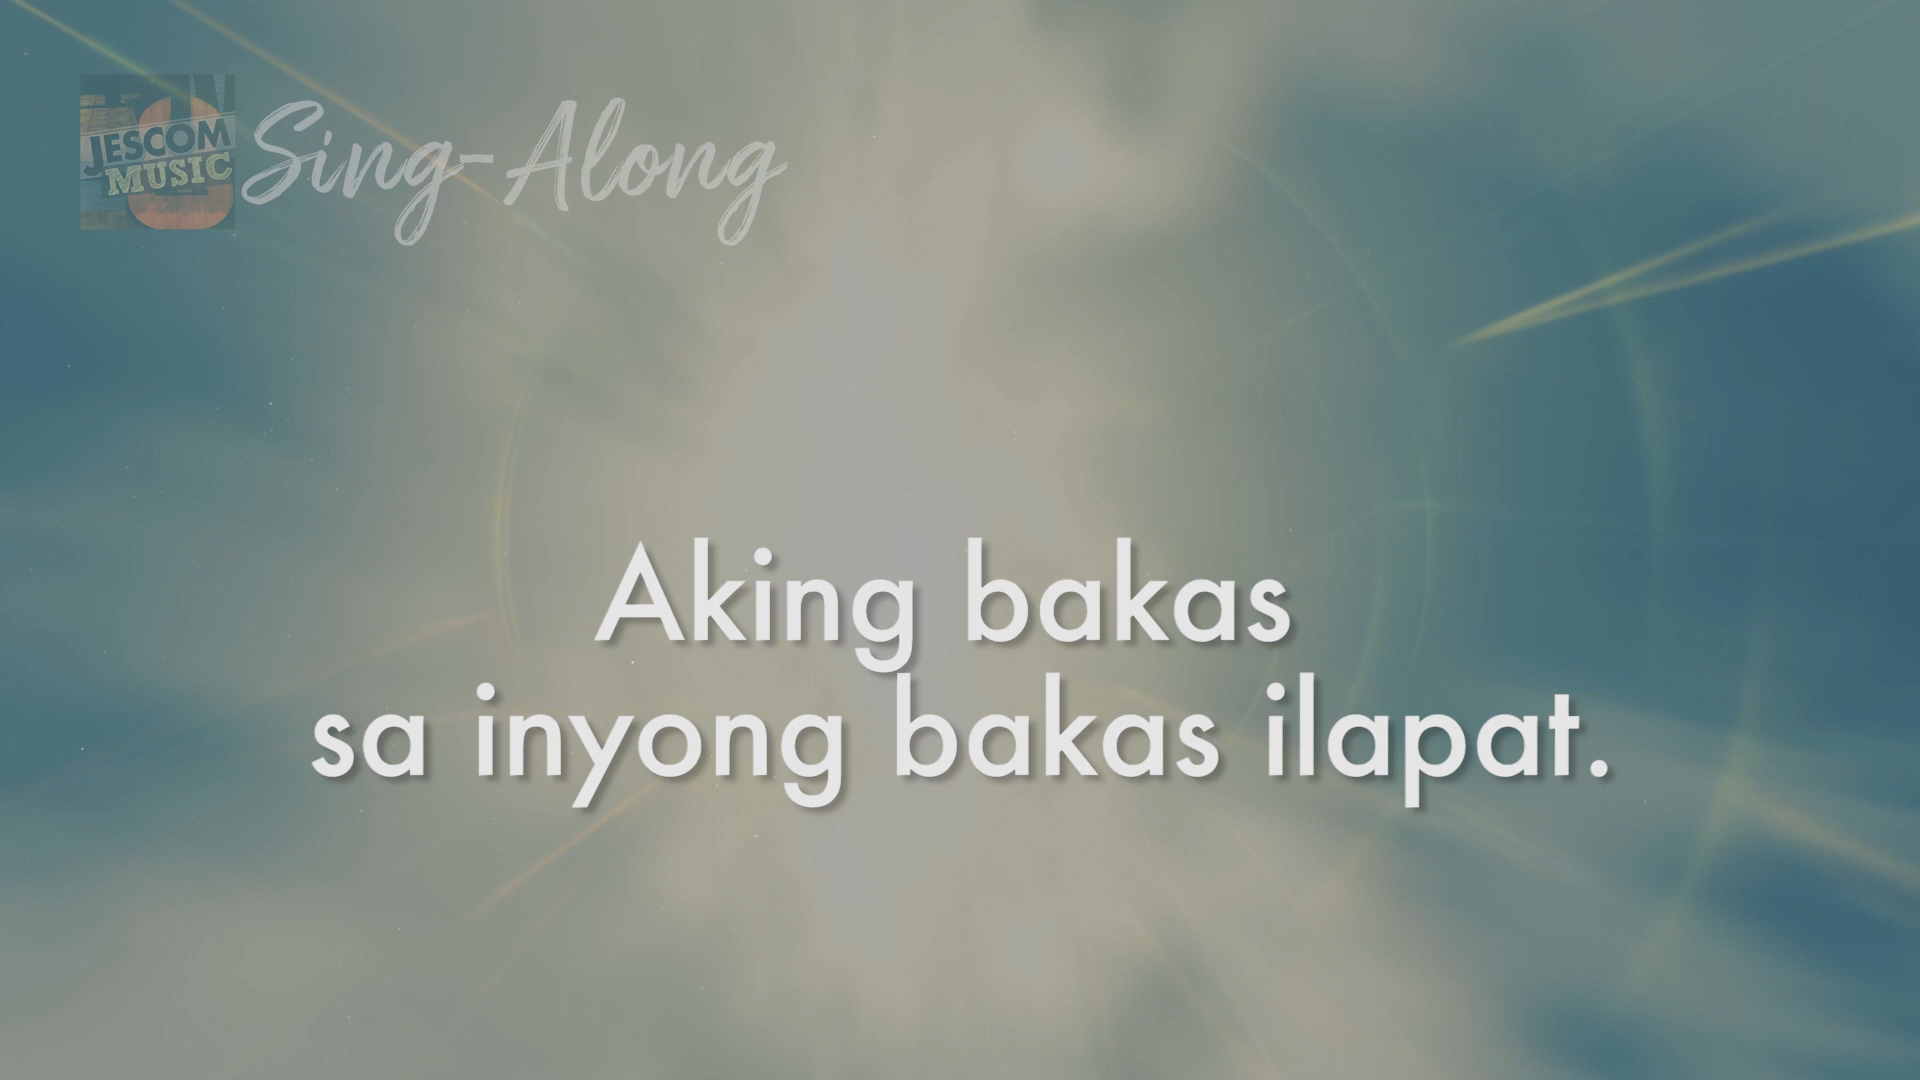 JESCOM
MUSIC
Sing-Along
Aking bakas
sa inyong bakas ilapat.